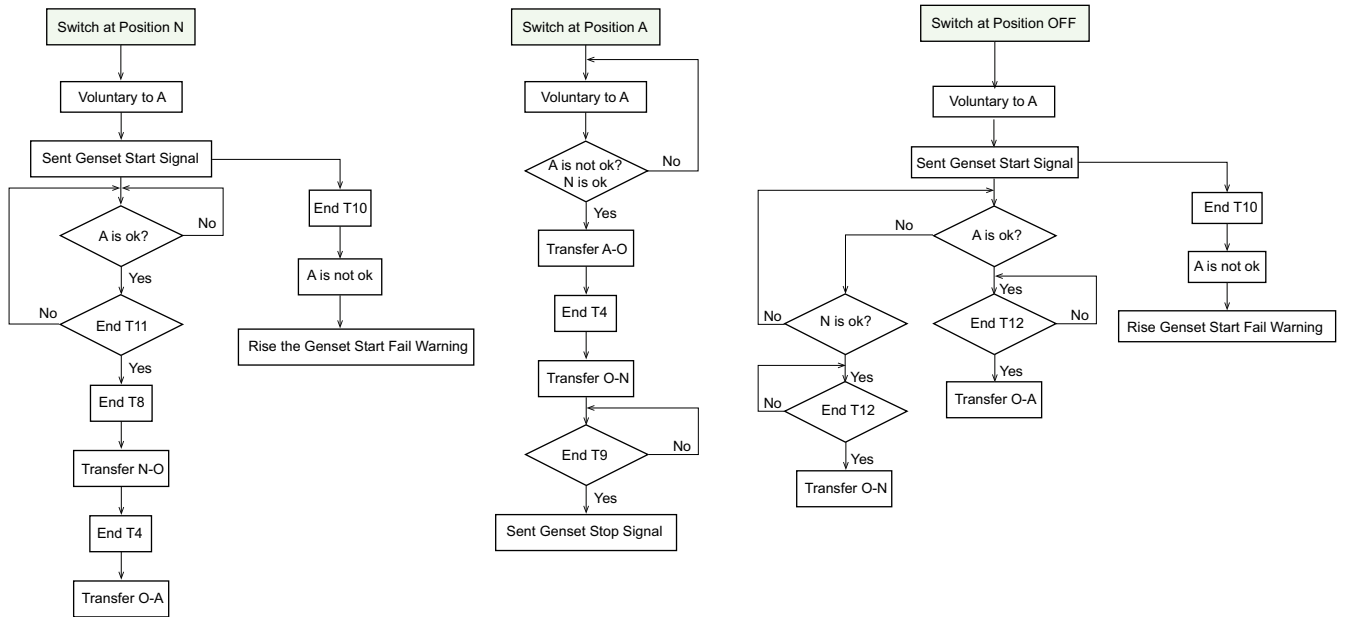 Switch at Position N
Voluntary to A
Sent Genset Start Signal
A is ok?
No
Yes
End T11
No
Yes
End T8
Transfer N-O
End T4
Transfer O-A
End T10
A is not ok
Rise the Genset Start Fail Warning
Switch at Position A
Voluntary to A
A is not ok?
N is ok
No
Yes
Transfer A-O
End T4
Transfer O-N
End T9
No
Yes
Sent Genset Stop Signal
Switch at Position OFF
Voluntary to A
Sent Genset Start Signal
A is ok?
No
Yes
N is ok?
No
Yes
End T12
No
Yes
Transfer O-N
End T12
No
Yes
Transfer O-A
End T10
A is not ok
Rise Genset Start Fail Warning